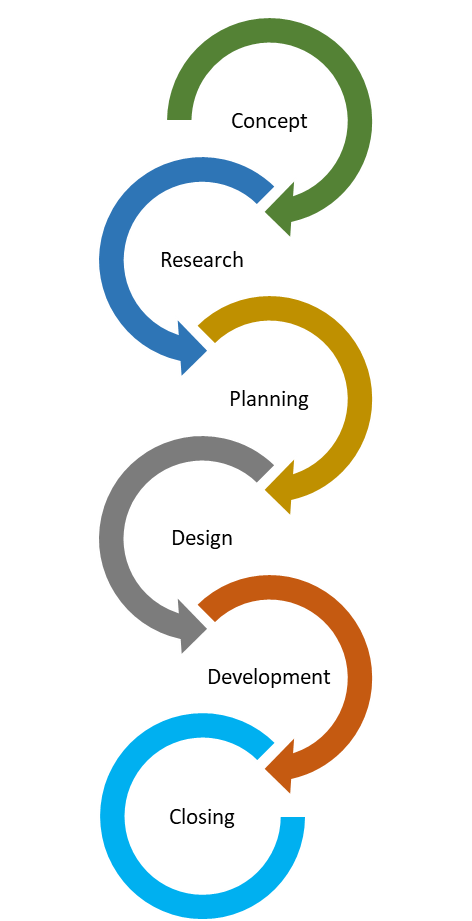 Concept
Research
Planning
Design
Development
Closing